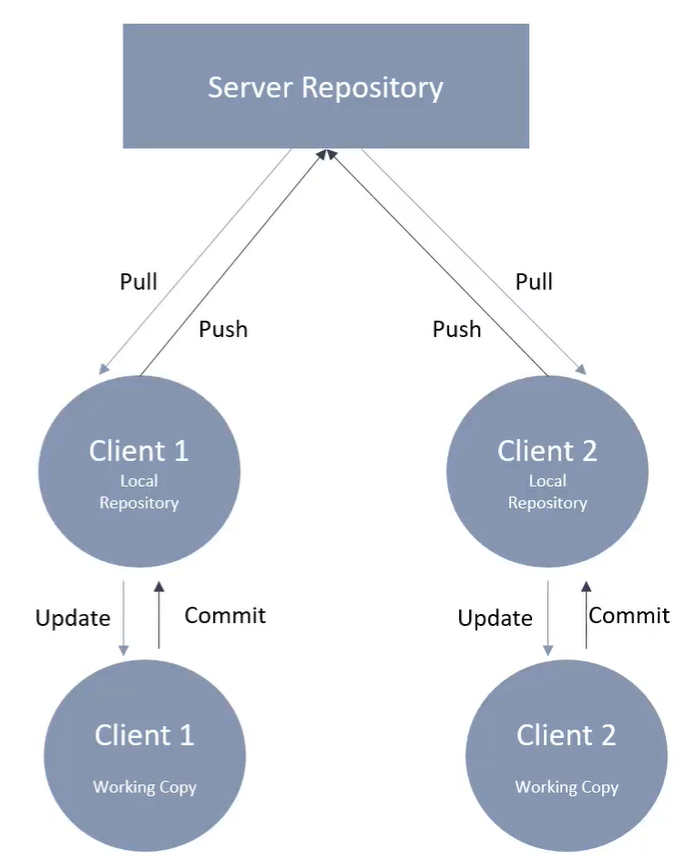 Server Repository
Pull
Pull
Push
Push
Client 1
Local
Repository
Client 2
Local
Repository
Update
Commit
Update
Commit
Client 1
Working Copy
Client 2
Working Copy